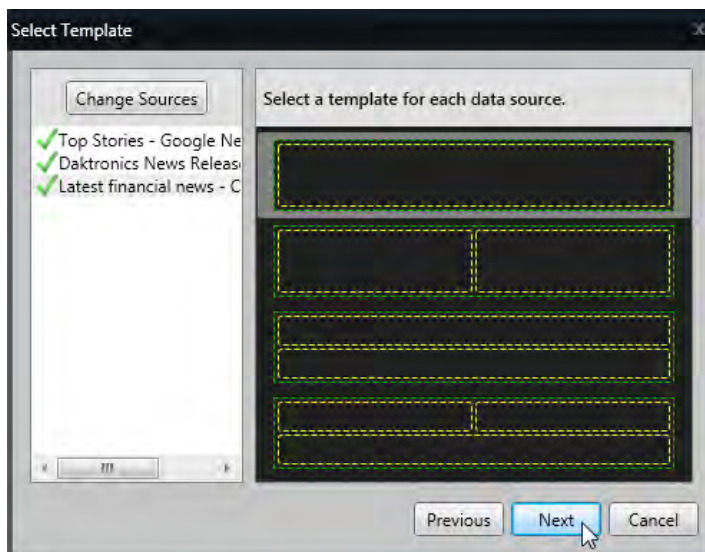 Select Template
Change Sources
Select a template for each data source.
Top Stories - Google Ne
Daktronics News Releas
Latest financial news - C
Previous
Next
Cancel